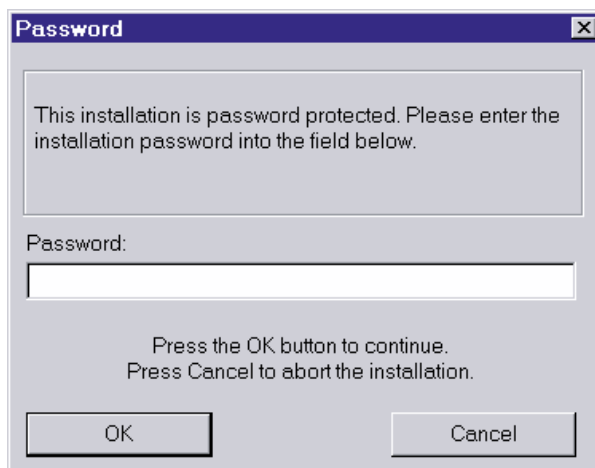 Password
This installation is password protected. Please enter the
installation password into the field below.
Password:
Press the OK button to continue.
Press Cancel to abort the installation.
OK
Cancel